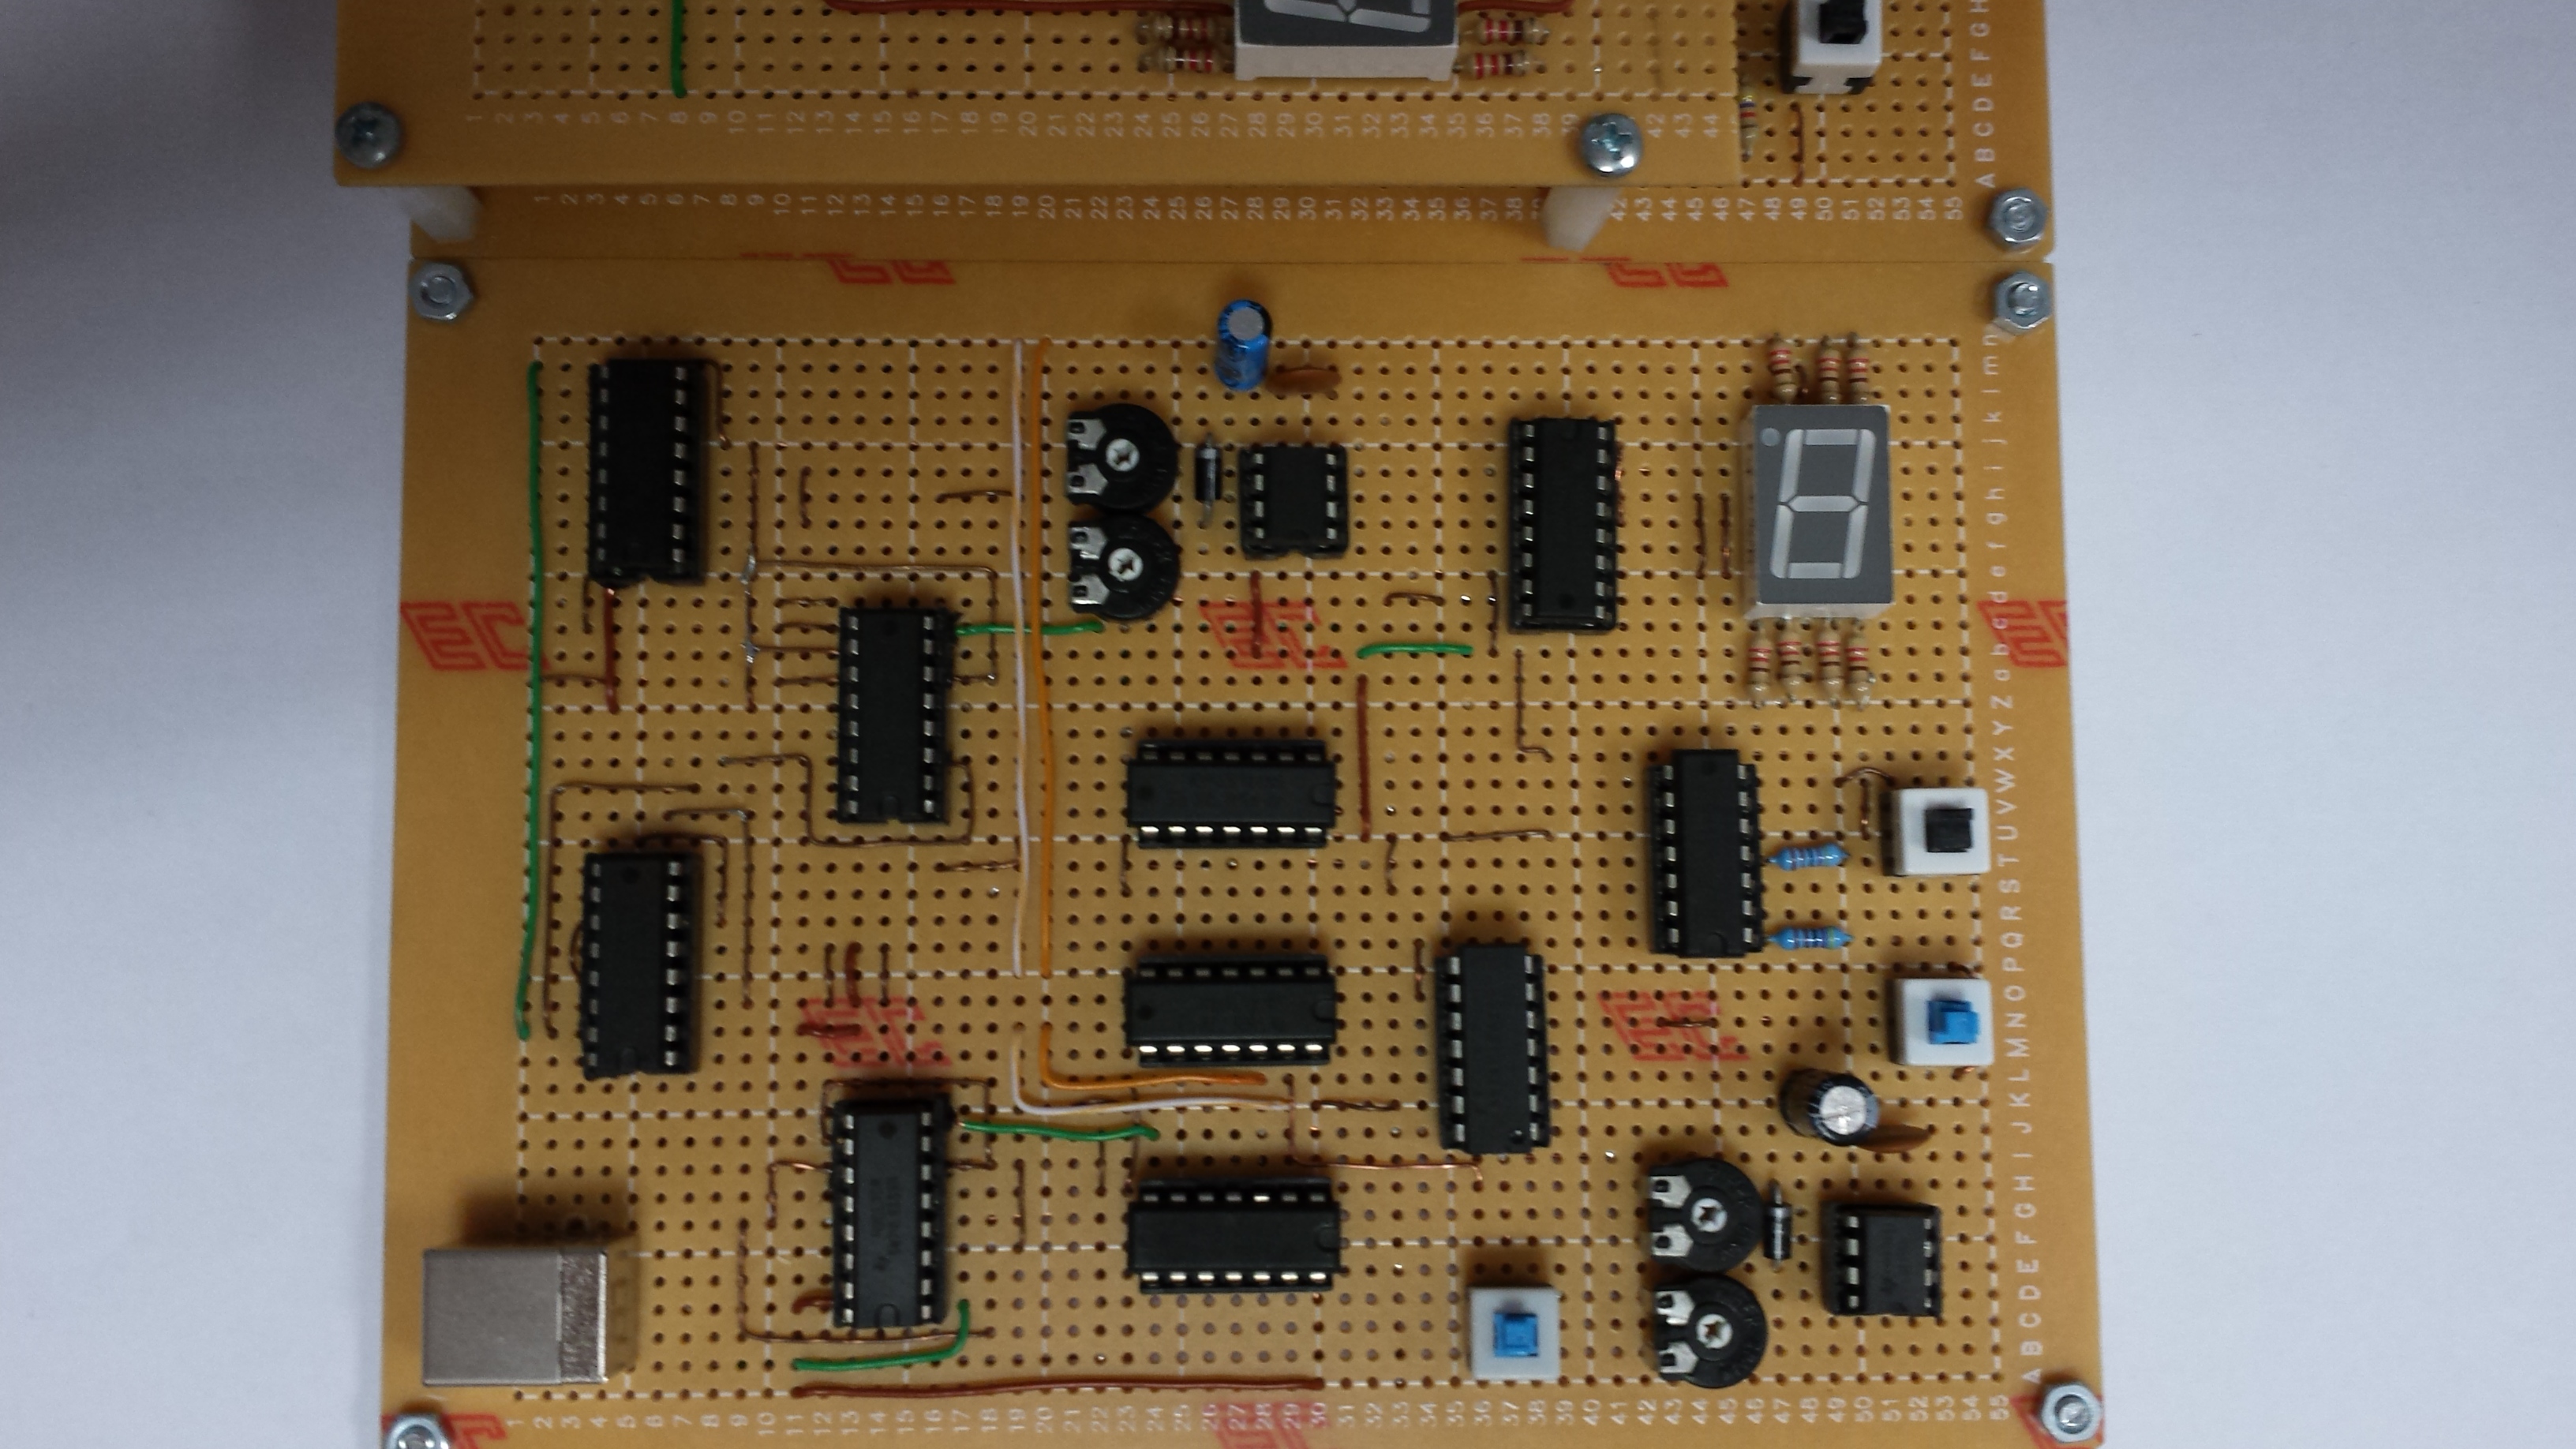 A B C D E F G H
1 2 3 4 5 6 7 8 9 10 11 12 13 14 15 16 17 18 19 20 21 22 23 24 25 26 27 28 29 30 31 32 33 34 35 36 37 38 39 42 43 44
1 2 3 4 5 6 7 8 9 10 11 12 13 14 15 16 17 18 19 20 21 22 23 24 25 26 27 28 29 30 31 32 33 34 35 36 37 38 42 43 44 45 46 47 48 49 50 51 52 53 54 55
EC EC
EC EC EC
EC EC
A B C D E F G H I J K L M N O P Q R S T U V W X Y Z a b c d e f g h i j k l m n
1 2 3 4 5 6 7 8 9 10 11 12 13 14 15 16 17 18 19 20 21 22 23 24 25 26 27 28 29 30 31 32 33 34 35 36 37 38 39 40 41 42 43 44 45 46 47 48 49 50 51 52 53 54 55